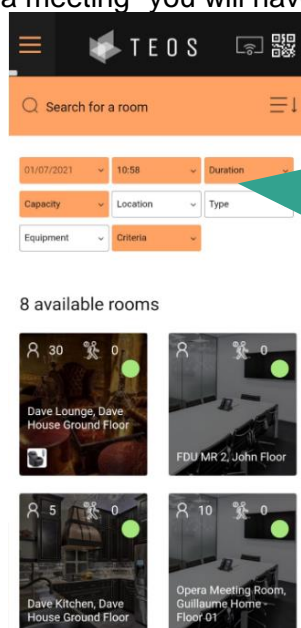 a meeting" you will hav
TEOS
Search for a room
01/07/2021
10:58
Duration
Capacity
Location
Type
Equipment
Criteria
8 available rooms
30
0
0
Dave Lounge, Dave
House Ground Floor
FDU MR 2, John Floor
5
0
10
0
Dave Kitchen, Dave
House Ground Floor
Opera Meeting Room,
Guillaume Home -
Floor 01